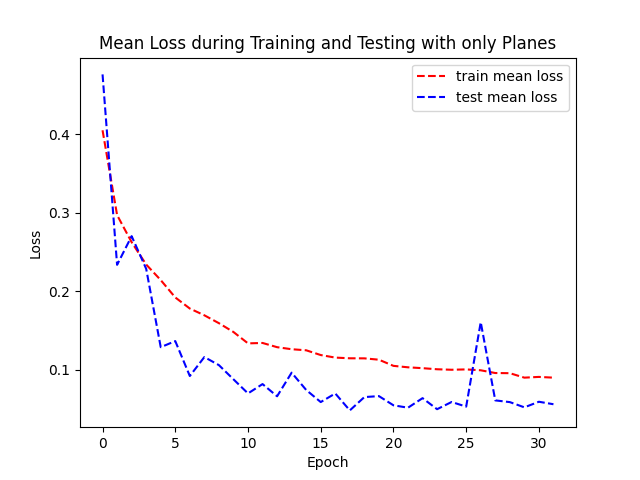 Mean Loss during Training and Testing with only Planes
train mean loss
test mean loss
Loss
0.4
0.3
0.2
0.1
0 5 10 15 20 25 30
Epoch